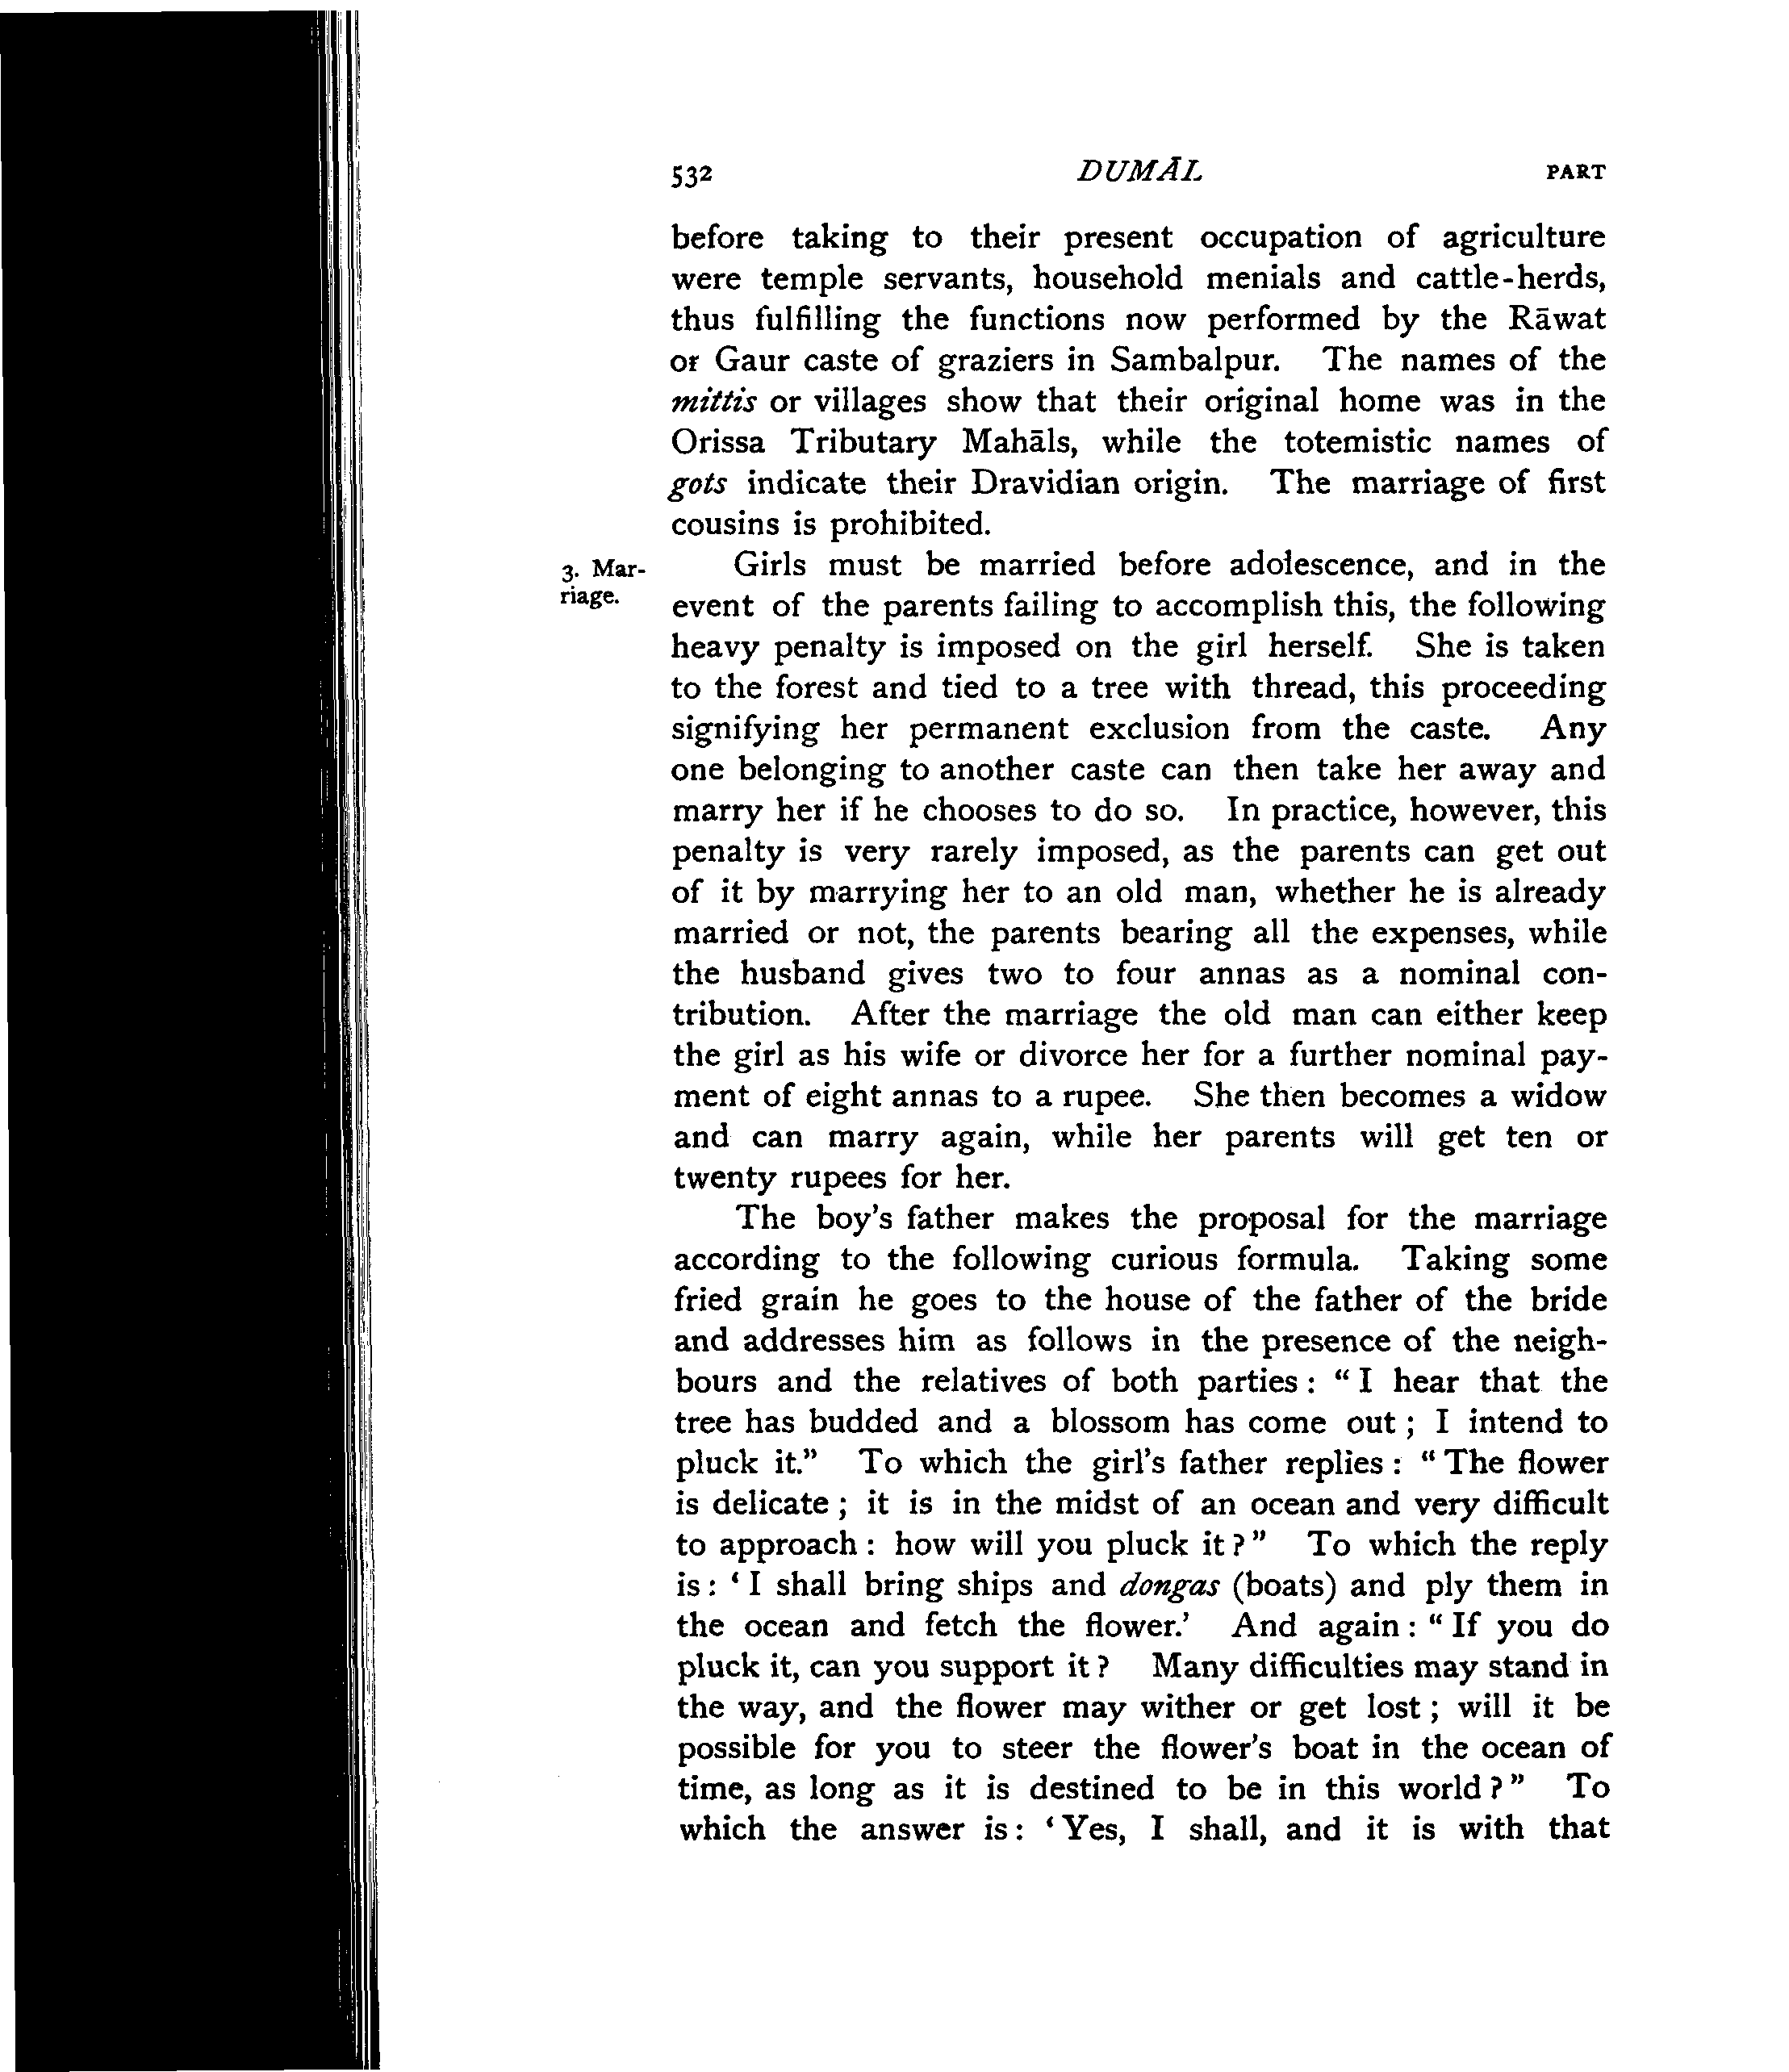 532 DUMĀL PART
before taking to their present occupation of agriculture
were temple servants, household menials and cattle-herds,
thus fulfilling the functions now performed by the Rāwat
or Gaur caste of graziers in Sambalpur. The names of the
mittis or villages show that their original home was in the
Orissa Tributary Mahāls, while the totemistic names of
gots indicate their Dravidian origin. The marriage of first
cousins is prohibited.
3. Mar-
riage.
Girls must be married before adolescence, and in the
event of the parents failing to accomplish this, the following
heavy penalty is imposed on the girl herself. She is taken
to the forest and tied to a tree with thread, this proceeding
signifying her permanent exclusion from the caste. Any
one belonging to another caste can then take her away and
marry her if he chooses to do so. In practice, however, this
penalty is very rarely imposed, as the parents can get out
of it by marrying her to an old man, whether he is already
married or not, the parents bearing all the expenses, while
the husband gives two to four annas as a nominal con-
tribution. After the marriage the old man can either keep
the girl as his wife or divorce her for a further nominal pay-
ment of eight annas to a rupee. She then becomes a widow
and can marry again, while her parents will get ten or
twenty rupees for her.
The boy's father makes the proposal for the marriage
according to the following curious formula. Taking some
fried grain he goes to the house of the father of the bride
and addresses him as follows in the presence of the neigh-
bours and the relatives of both parties : “ I hear that the
tree has budded and a blossom has come out ; I intend to
pluck it.” To which the girl's father replies : “ The flower
is delicate ; it is in the midst of an ocean and very difficult
to approach : how will you pluck it ? ” To which the reply
is : ‘ I shall bring ships and dongas (boats) and ply them in
the ocean and fetch the flower.’ And again : “ If you do
pluck it, can you support it ? Many difficulties may stand in
the way, and the flower may wither or get lost ; will it be
possible for you to steer the flower's boat in the ocean of
time, as long as it is destined to be in this world ? ” To
which the answer is : ‘ Yes, I shall, and it is with that